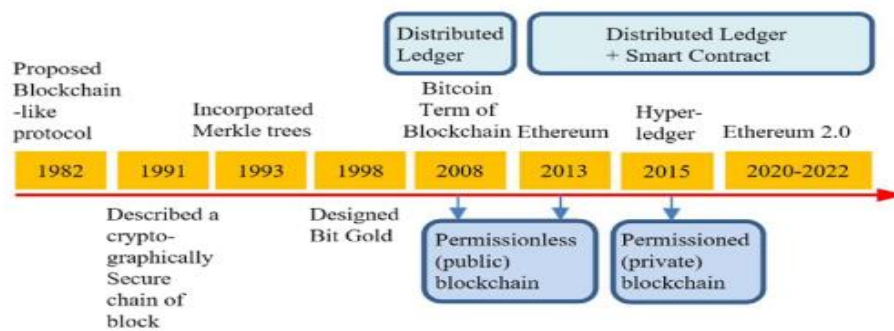 Distributed
Ledger
Distributed Ledger
+ Smart Contract
Proposed
Blockchain
-like
protocol
Incorporated
Merkle trees
Bitcoin
Term of
Blockchain
Ethereum
Hyper-
ledger
Ethereum 2.0
1982
1991
1993
1998
2008
2013
2015
2020-2022
Described a
crypto-
graphically
Secure
chain of
block
Designed
Bit Gold
Permissionless
(public)
blockchain
Permissioned
(private)
blockchain